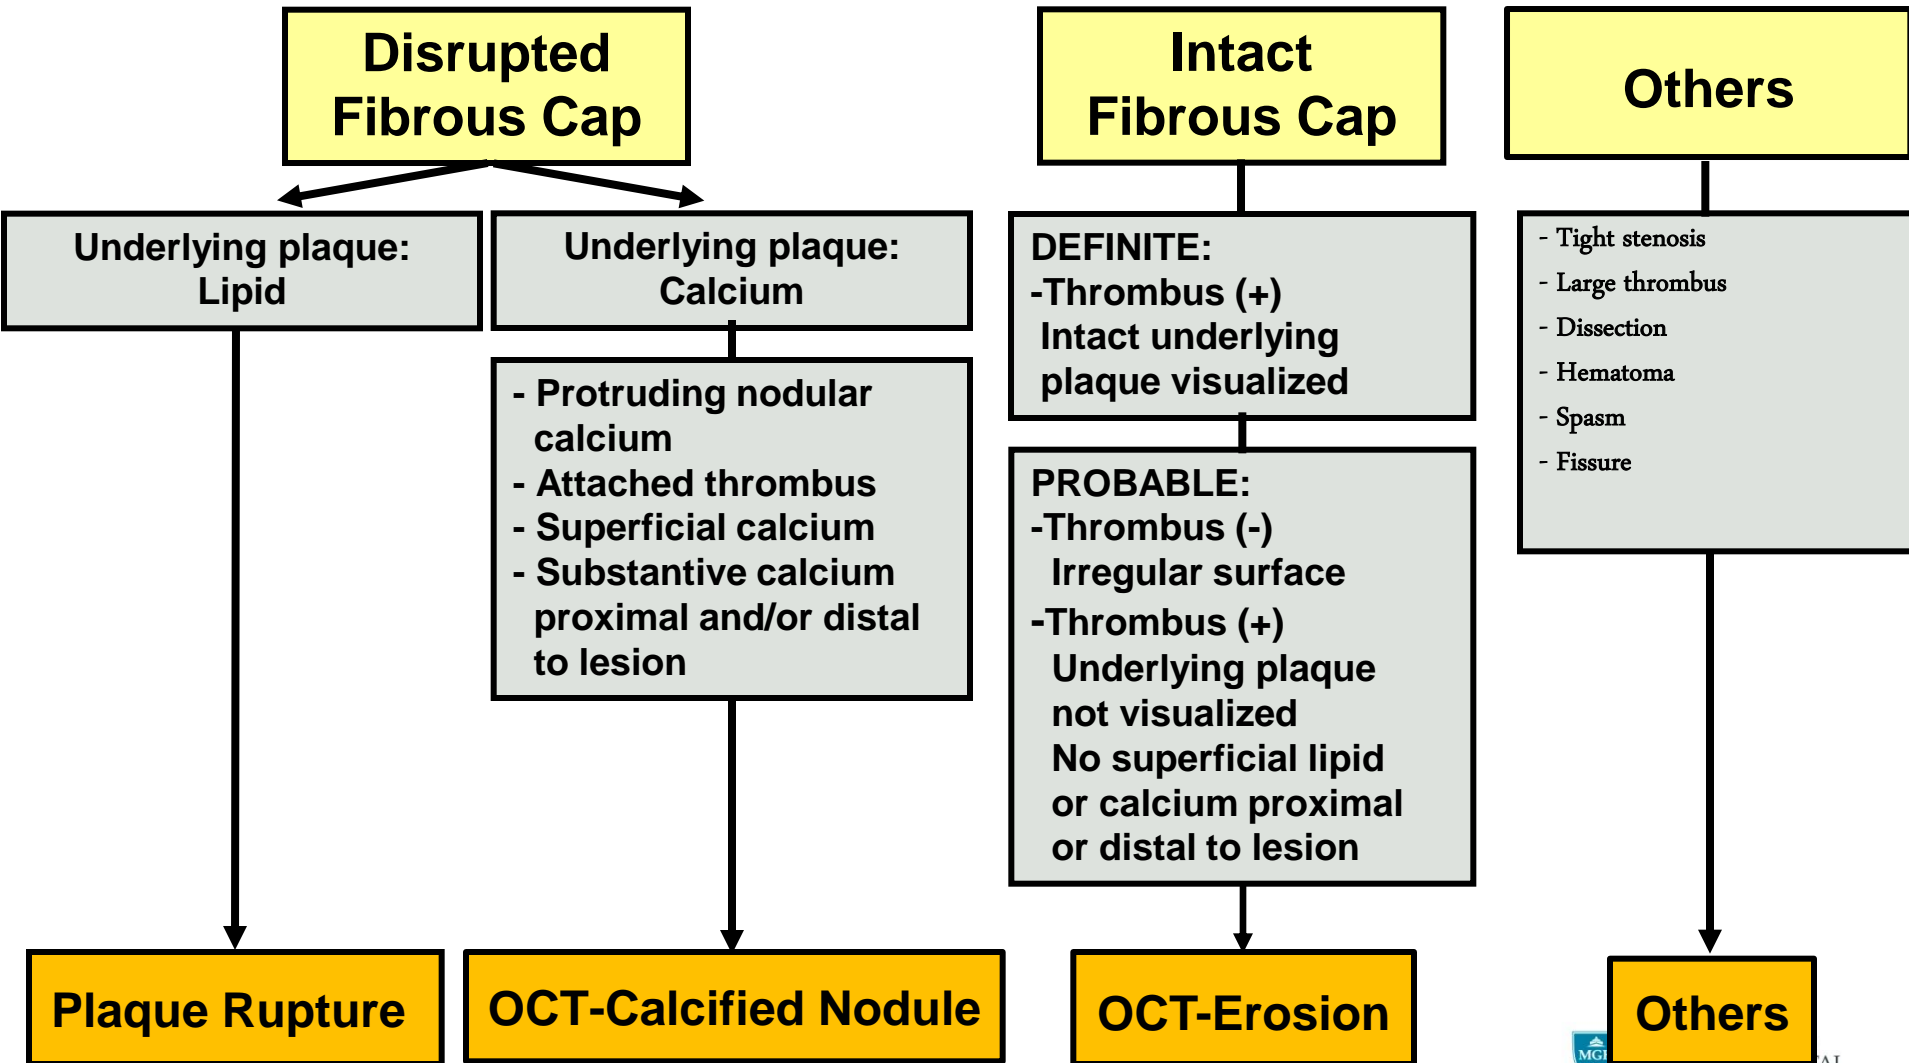 Disrupted
Fibrous Cap
Intact
Fibrous Cap
Others
Underlying plaque:
Lipid
Underlying plaque:
Calcium
- Protruding nodular
calcium
- Attached thrombus
- Superficial calcium
- Substantive calcium
proximal and/or distal
to lesion
DEFINITE:
-Thrombus (+)
Intact underlying
plaque visualized
PROBABLE:
-Thrombus (-)
Irregular surface
-Thrombus (+)
Underlying plaque
not visualized
No superficial lipid
or calcium proximal
or distal to lesion
- Tight stenosis
- Large thrombus
- Dissection
- Hematoma
- Spasm
- Fissure
Plaque Rupture
OCT-Calcified Nodule
OCT-Erosion
Others